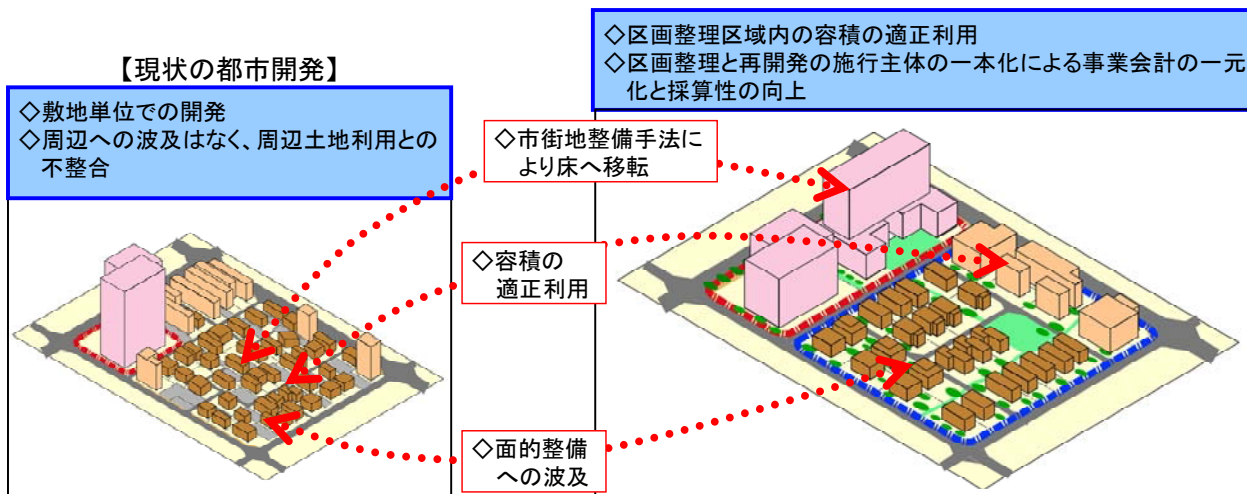 【現状の都市開発】
◇敷地単位での開発
◇周辺への波及はなく、周辺土地利用との
不整合
◇区画整理区域内の容積の適正利用
◇区画整理と再開発の施行主体の一本化による事業会計の一元
化と採算性の向上
◇市街地整備手法に
より床へ移転
◇容積の
適正利用
◇面的整備
への波及